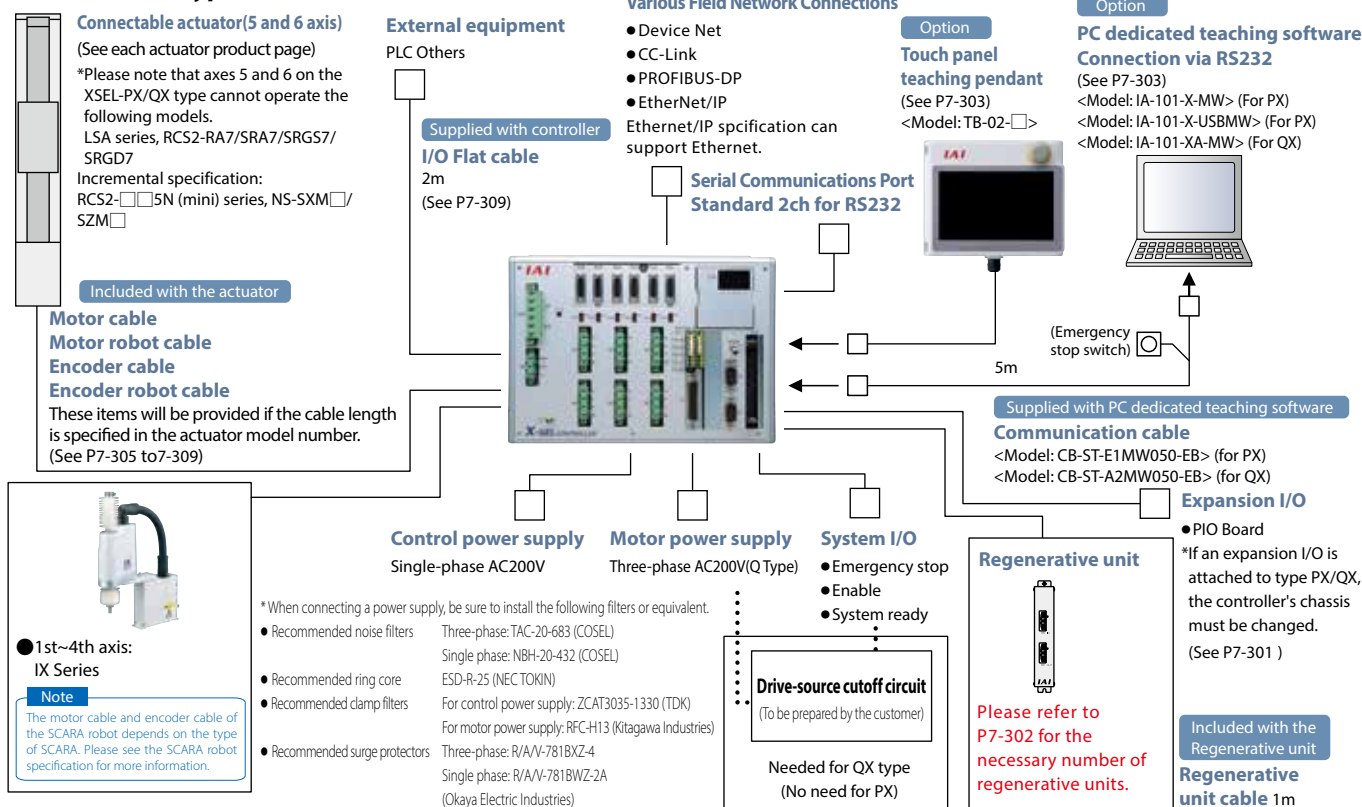 Connectable actuator(5 and 6 axis)
(See each actuator product page)
*Please note that axes 5 and 6 on the
XSEL-PX/QX type cannot operate the
following models.
LSA series, RCS2-RA7/SRA7/SRGS7/
SRGD7
Incremental specification:
RCS2-□□5N (mini) series, NS-SXM□/
SZM□
Included with the actuator
Motor cable
Motor robot cable
Encoder cable
Encoder robot cable
These items will be provided if the cable length
is specified in the actuator model number.
(See P7-305 to7-309)
External equipment
PLC Others
Supplied with controller
I/O Flat cable
2m
(See P7-309)
Various Field Network Connections
●Device Net
●CC-Link
●PROFIBUS-DP
●EtherNet/IP
Ethernet/IP spcification can
support Ethernet.
Serial Communications Port
Standard 2ch for RS232
Option
Touch panel
teaching pendant
(See P7-303)
<Model: TB-02-□>
IAI
Option
PC dedicated teaching software
Connection via RS232
(See P7-303)
<Model: IA-101-X-MW> (For PX)
<Model: IA-101-X-USBMW> (For PX)
<Model: IA-101-XA-MW> (For QX)
(Emergency
stop switch)
5m
Supplied with PC dedicated teaching software
Communication cable
<Model: CB-ST-E1MW050-EB> (for PX)
<Model: CB-ST-A2MW050-EB> (for QX)
IAI
X-SEL CONTROLLER
Expansion I/O
●PIO Board
*If an expansion I/O is
attached to type PX/QX,
the controller's chassis
must be changed.
(See P7-301 )
●1st~4th axis:
IX Series
Note
The motor cable and encoder cable of
the SCARA robot depends on the type
of SCARA. Please see the SCARA robot
specification for more information.
Control power supply
Single-phase AC200V
Motor power supply
Three-phase AC200V(Q Type)
System I/O
●Emergency stop
●Enable
●System ready
* When connecting a power supply, be sure to install the following filters or equivalent.
● Recommended noise filters Three-phase: TAC-20-683 (COSEL)
Single phase: NBH-20-432 (COSEL)
● Recommended ring core ESD-R-25 (NEC TOKIN)
● Recommended clamp filters For control power supply: ZCAT3035-1330 (TDK)
For motor power supply: RFC-H13 (Kitagawa Industries)
● Recommended surge protectors Three-phase: R/A/V-781BXZ-4
Single phase: R/A/V-781BWZ-2A
(Okaya Electric Industries)
Drive-source cutoff circuit
(To be prepared by the customer)
Needed for QX type
(No need for PX)
Regenerative unit
IAI
Please refer to
P7-302 for the
necessary number of
regenerative units.
Included with the
Regenerative unit
Regenerative
unit cable 1m